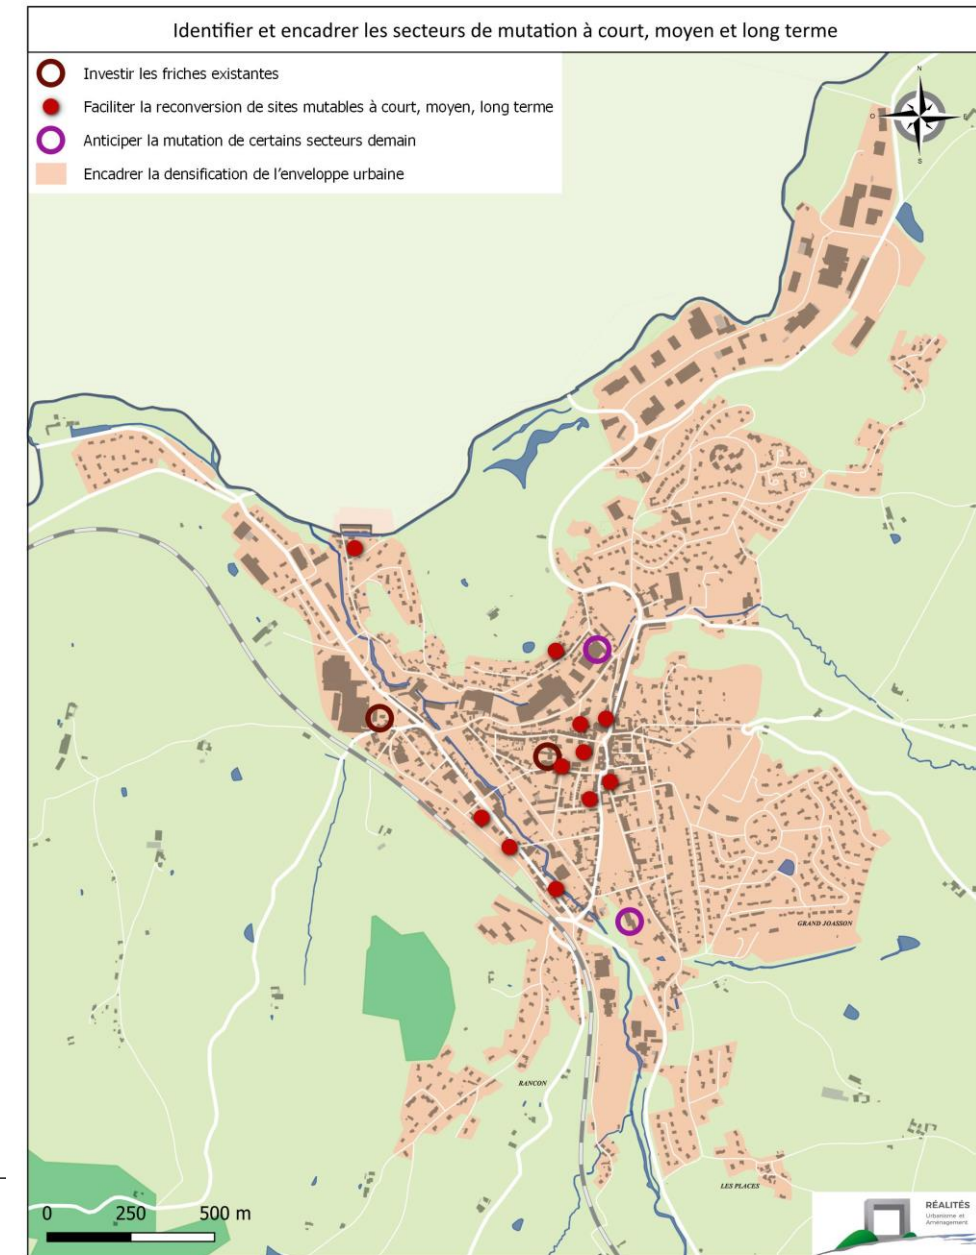 Identifier et encadrer les secteurs de mutation à court, moyen et long terme
Investir les friches existantes
Faciliter la reconversion de sites mutables à court, moyen, long terme
Anticiper la mutation de certains secteurs demain
Encadrer la densification de l'enveloppe urbaine
N
O
E
S
GRAND JOASSON
RANCON
LES PLACES
0 250 500 m
RÉALITÉS
Urbanisme et
Aménagement